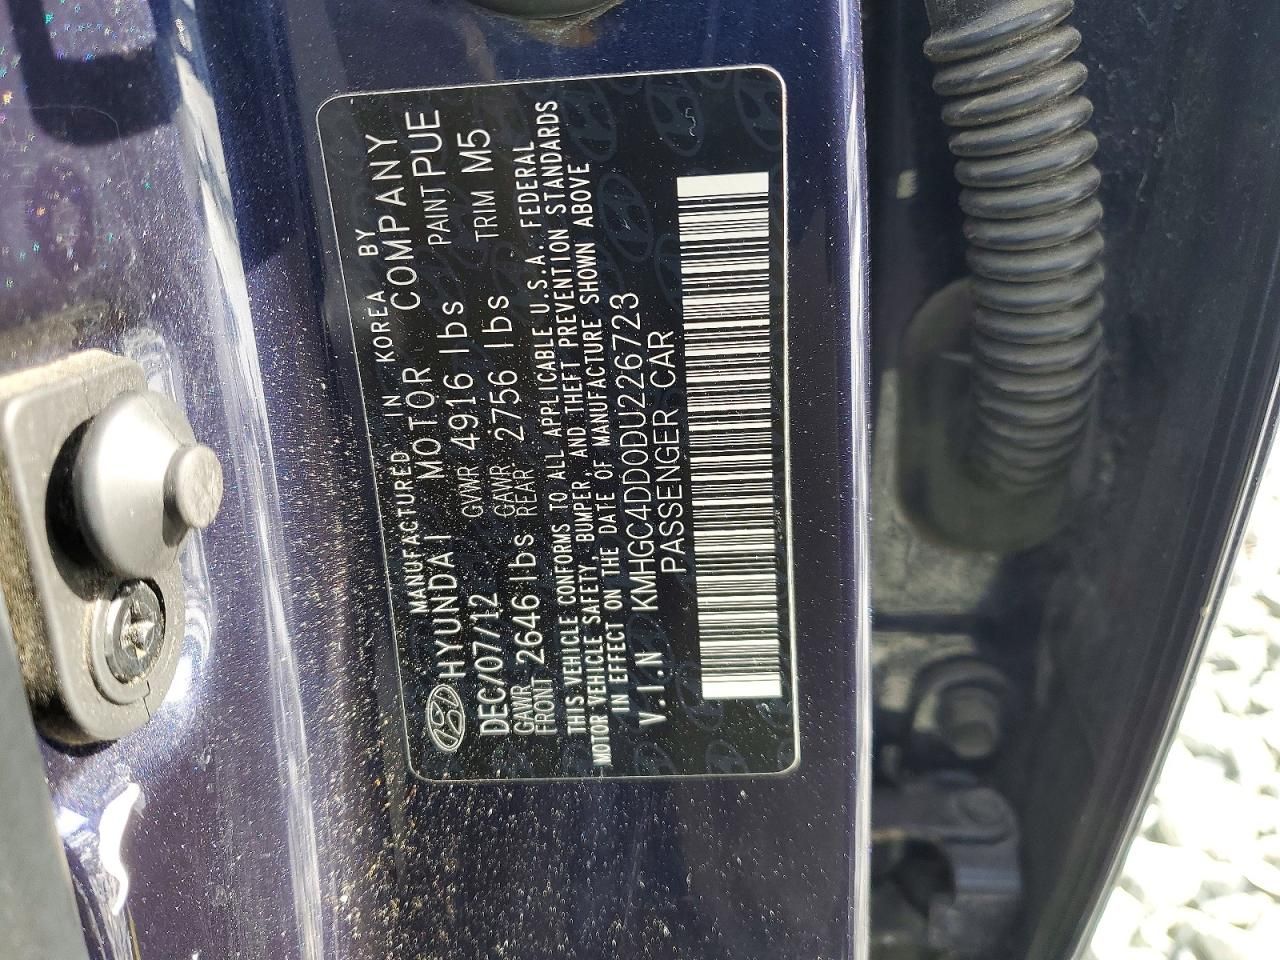 MANUFACTURED IN KOREA BY
HYUNDAI MOTOR COMPANY
DEC/07/12 GVWR 4916 lbs PAINT PUE
GAWR FRONT 2646 lbs GAWR REAR 2756 lbs TRIM M5
THIS VEHICLE CONFORMS TO ALL APPLICABLE U.S.A. FEDERAL
MOTOR VEHICLE SAFETY, BUMPER, AND THEFT PREVENTION STANDARDS
IN EFFECT ON THE DATE OF MANUFACTURE SHOWN ABOVE
V.I.N KMHGC4DD0DU226723
PASSENGER CAR